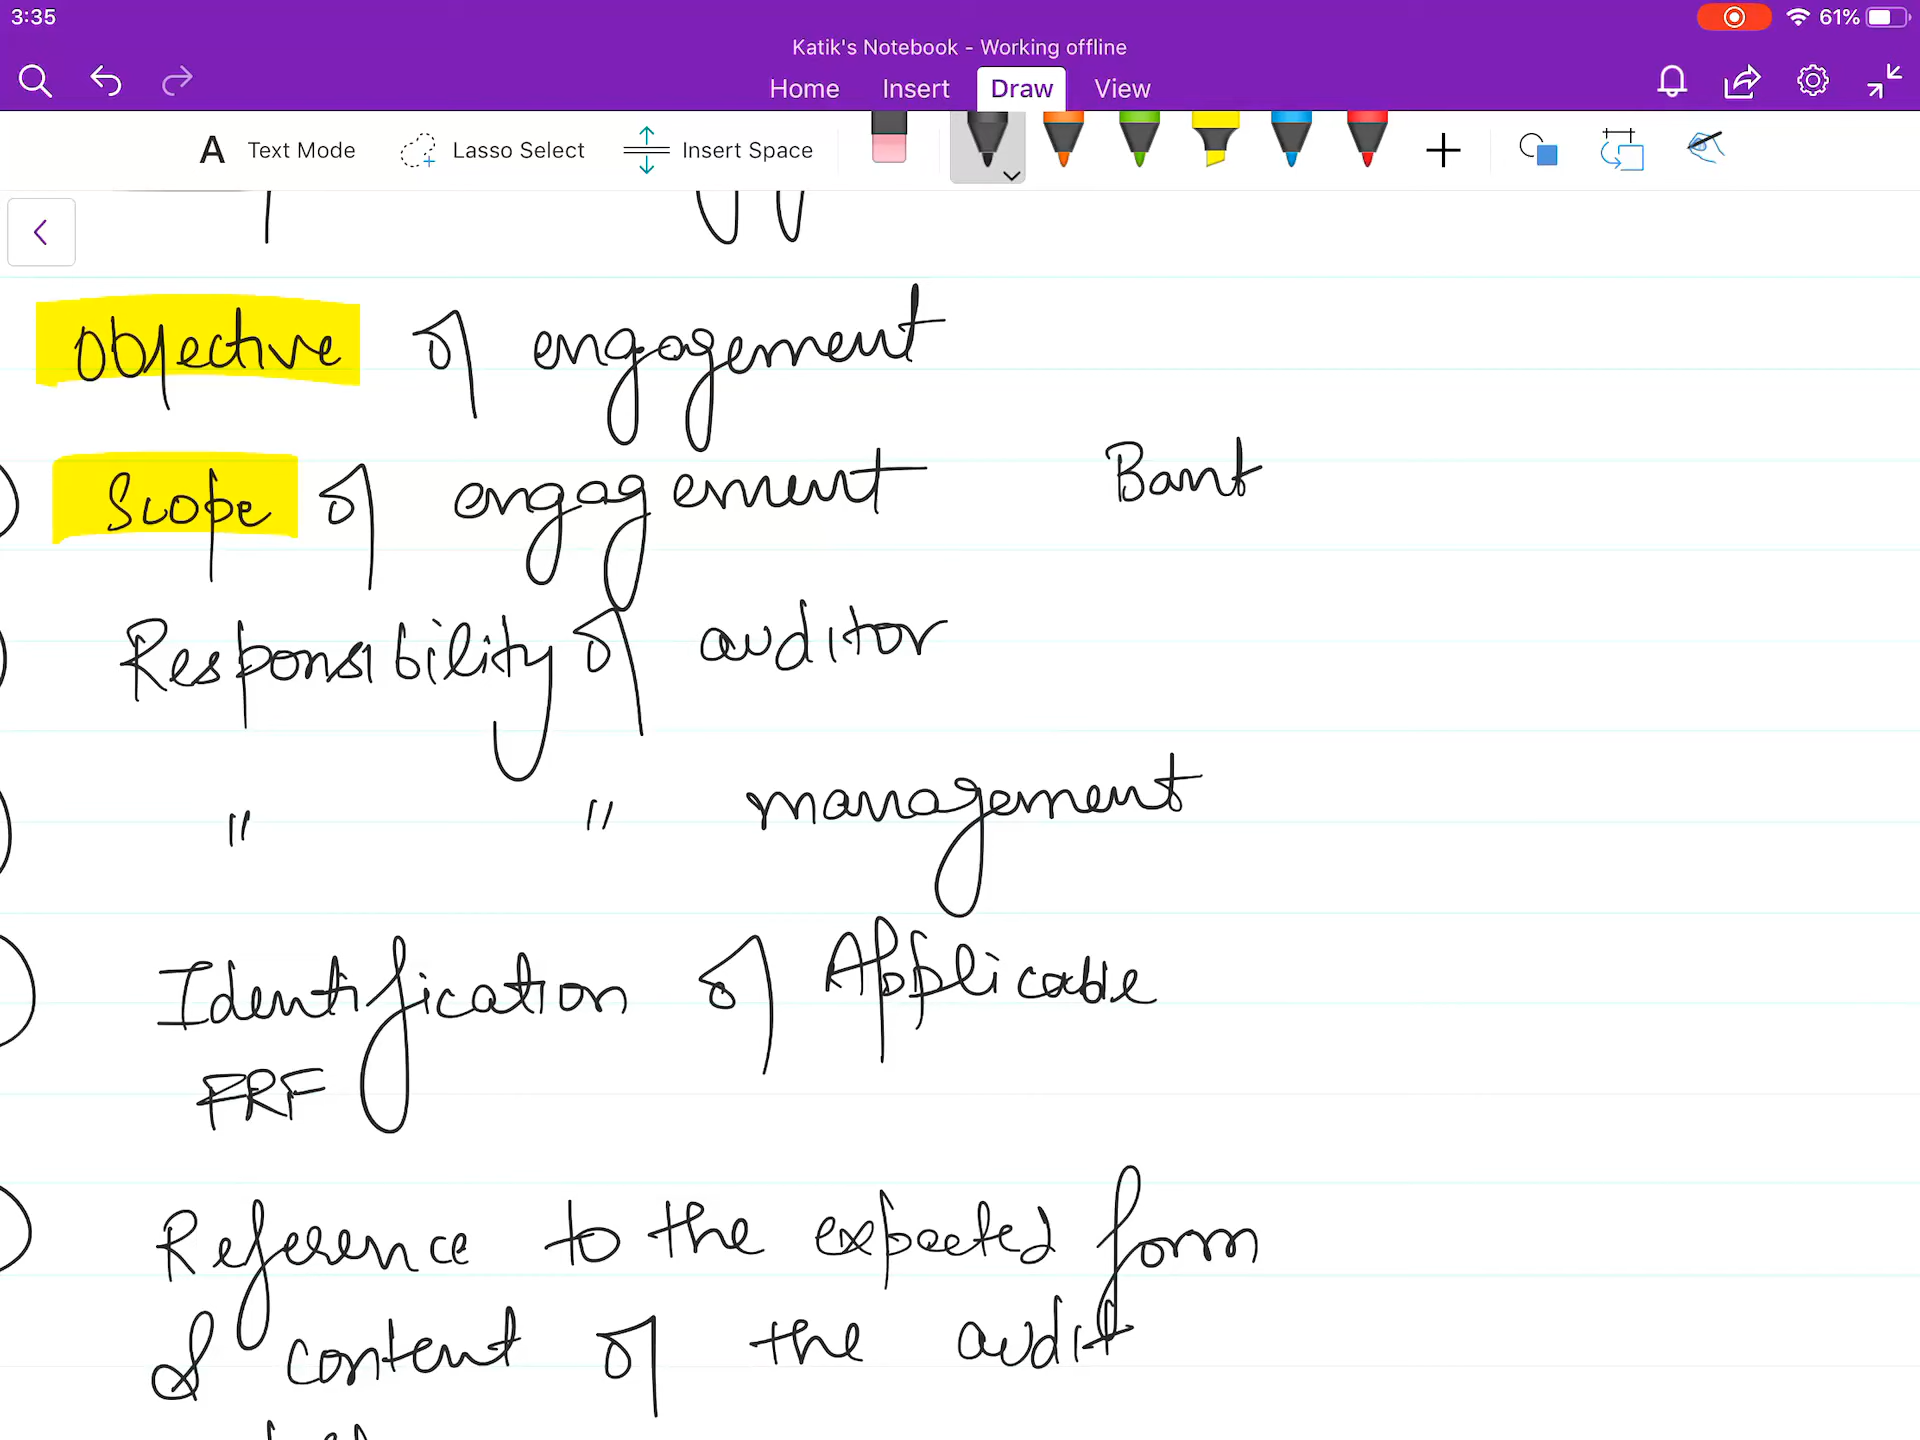 3:35
61%
Katik's Notebook - Working offline
Home Insert Draw View
A Text Mode Lasso Select Insert Space
Objective of engagement
Scope of engagement Bank
Responsibility of auditor
" " management
Identification of Applicable
FRF
Reference to the expected form
& content of the audit